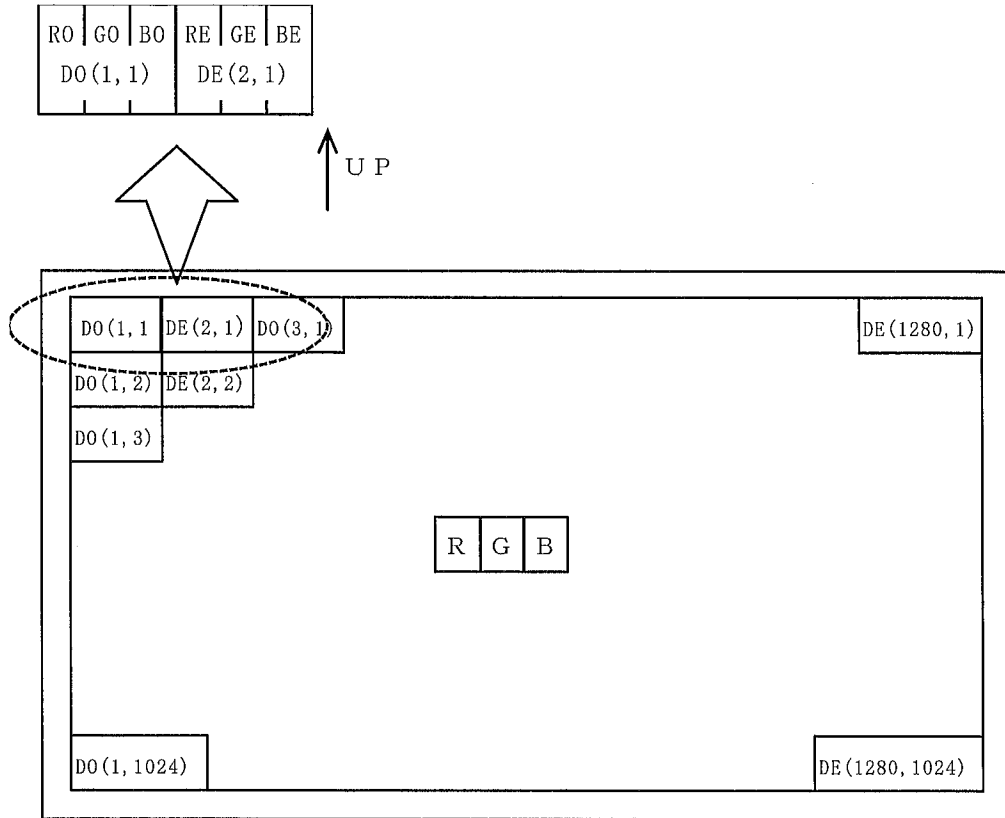 RO GO BO RE GE BE
DO(1,1) DE(2,1)
UP
DO(1,1 DE(2,1) DO(3,1 DE(1280,1)
DO(1,2) DE(2,2)
DO(1,3)
R G B
DO(1,1024) DE(1280,1024)